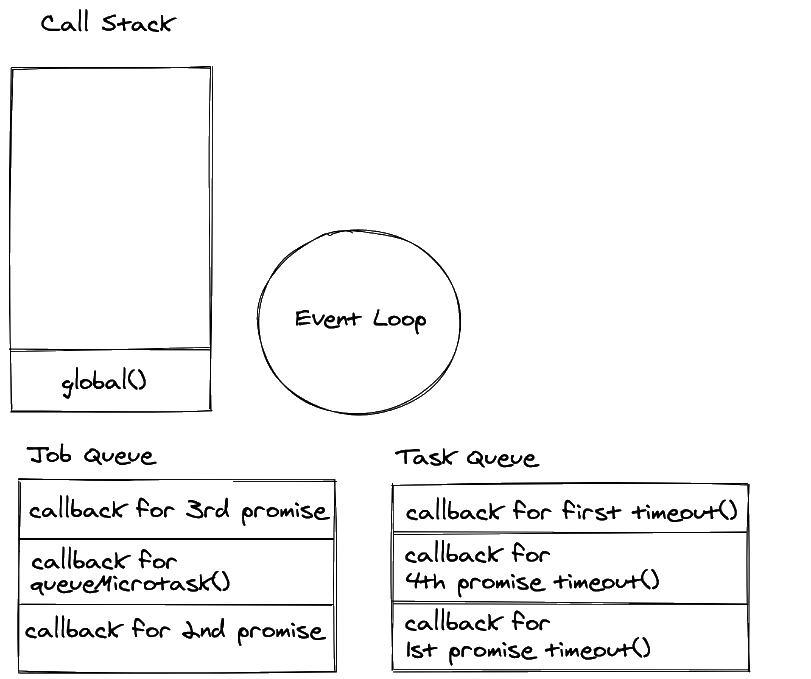 Call Stack
Event Loop
global()
Job Queue
callback for 3rd promise
callback for
queueMicrotask()
callback for 2nd promise
Task Queue
callback for first timeout()
callback for
4th promise timeout()
callback for
1st promise timeout()